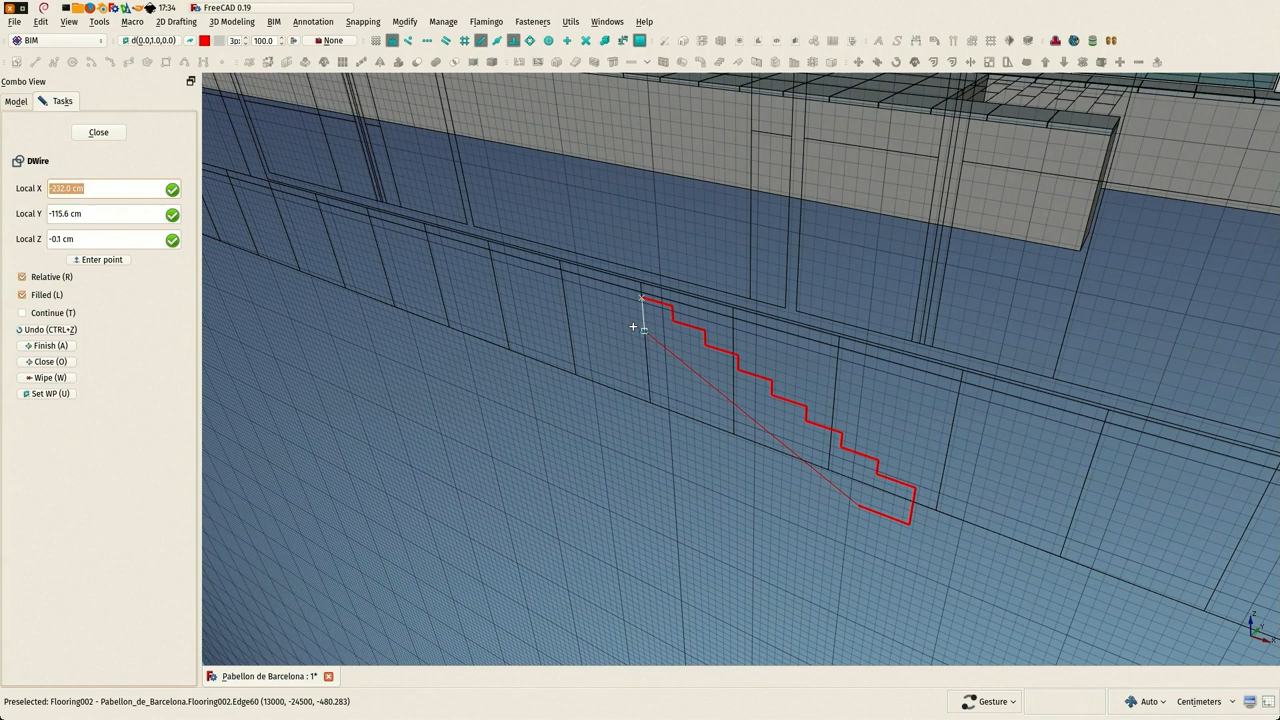 17:34 FreeCAD 0.19
File Edit View Tools Macro 2D Drafting 3D Modeling BIM Annotation Snapping Modify Manage Flamingo Fasteners Utils Windows Help
BIM d(0.0,1.0,0.0) 3p: 100.0 None
Combo View
Model Tasks
Close
DWire
Local X -232.0 cm
Local Y -115.6 cm
Local Z -0.1 cm
Enter point
Relative (R)
Filled (L)
Continue (T)
Undo (CTRL+Z)
Finish (A)
Close (O)
Wipe (W)
Set WP (U)
Z
Y
X
Pabellon de Barcelona : 1*
Preselected: Flooring002 - Pabellon_de_Barcelona.Flooring002.Edge60 (13000, -24500, -480.283) Gesture Auto Centimeters